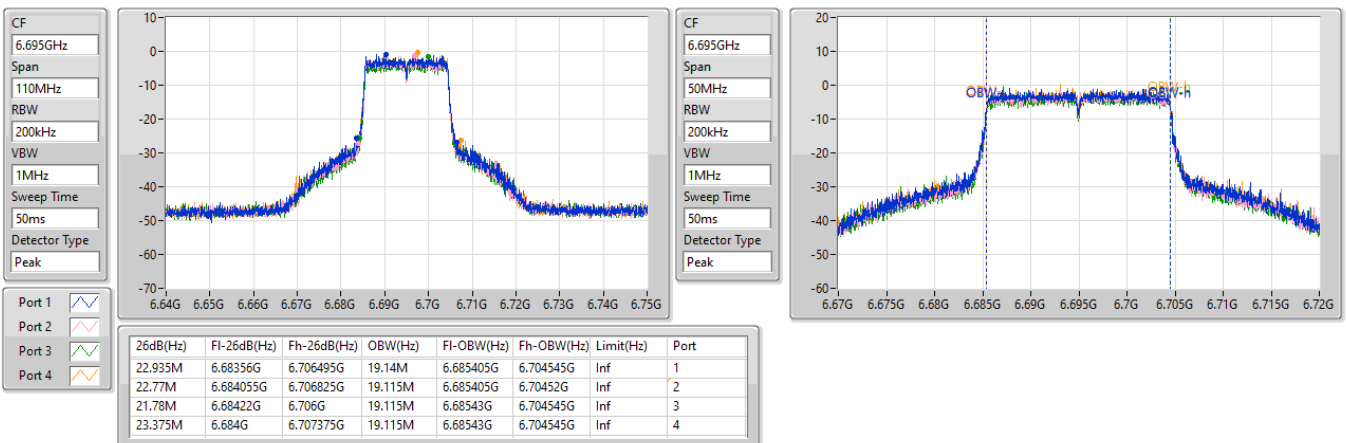 CF
6.695GHz
Span
110MHz
RBW
200kHz
VBW
1MHz
Sweep Time
50ms
Detector Type
Peak
10
0
-10
-20
-30
-40
-50
-60
-70
6.64G 6.65G 6.66G 6.67G 6.68G 6.69G 6.7G 6.71G 6.72G 6.73G 6.74G 6.75G
CF
6.695GHz
Span
50MHz
RBW
200kHz
VBW
1MHz
Sweep Time
50ms
Detector Type
Peak
20
10
0
-10
-20
-30
-40
-50
-60
OBW-h
6.67G 6.675G 6.68G 6.685G 6.69G 6.695G 6.7G 6.705G 6.71G 6.715G 6.72G
Port 1
Port 2
Port 3
Port 4
26dB(Hz) Fl-26dB(Hz) Fh-26dB(Hz) OBW(Hz) Fl-OBW(Hz) Fh-OBW(Hz) Limit(Hz) Port
22.935M 6.68356G 6.706495G 19.14M 6.685405G 6.704545G Inf 1
22.77M 6.684055G 6.706825G 19.115M 6.685405G 6.70452G Inf 2
21.78M 6.68422G 6.706G 19.115M 6.68543G 6.704545G Inf 3
23.375M 6.684G 6.707375G 19.115M 6.68543G 6.704545G Inf 4